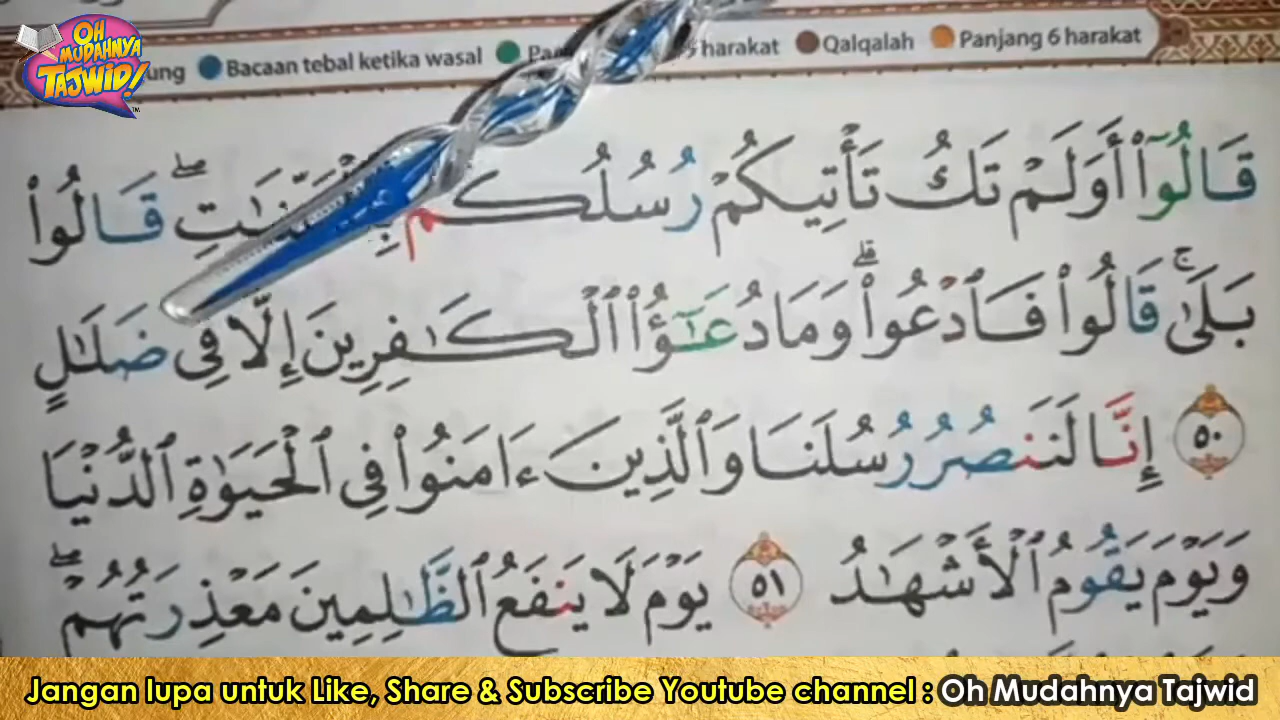 OH MUDAHNYA TAJWID! ™
ung Bacaan tebal ketika wasal harakat Qalqalah Panjang 6 harakat
قَالُوٓا۟ أَوَلَمْ تَكُ تَأْتِيكُمْ رُسُلُكُم قَالُوا۟
بَلَىٰ ۚ قَالُوا۟ فَٱدْعُوا۟ ۗ وَمَا دُعَـٰٓؤُا۟ ٱلْكَـٰفِرِينَ إِلَّا فِى ضَلَـٰلٍ
٥٠ إِنَّا لَنَنصُرُ رُسُلَنَا وَٱلَّذِينَ ءَامَنُوا۟ فِى ٱلْحَيَوٰةِ ٱلدُّنْيَا
وَيَوْمَ يَقُومُ ٱلْأَشْهَـٰدُ ٥١ يَوْمَ لَا يَنفَعُ ٱلظَّـٰلِمِينَ مَعْذِرَتُهُمْ ۖ
Jangan lupa untuk Like, Share & Subscribe Youtube channel : Oh Mudahnya Tajwid